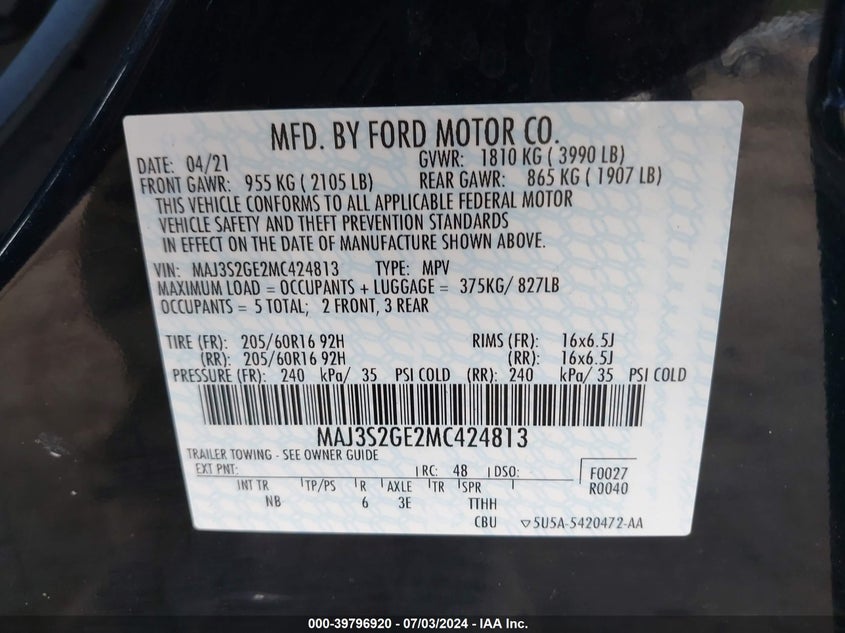 MFD. BY FORD MOTOR CO.
DATE: 04/21 GVWR: 1810 KG ( 3990 LB)
FRONT GAWR: 955 KG ( 2105 LB) REAR GAWR: 865 KG ( 1907 LB)
THIS VEHICLE CONFORMS TO ALL APPLICABLE FEDERAL MOTOR
VEHICLE SAFETY AND THEFT PREVENTION STANDARDS
IN EFFECT ON THE DATE OF MANUFACTURE SHOWN ABOVE.
VIN: MAJ3S2GE2MC424813 TYPE: MPV
MAXIMUM LOAD = OCCUPANTS + LUGGAGE = 375KG/ 827LB
OCCUPANTS = 5 TOTAL; 2 FRONT, 3 REAR
TIRE (FR): 205/60R16 92H RIMS (FR): 16x6.5J
(RR): 205/60R16 92H (RR): 16x6.5J
PRESSURE (FR): 240 kPa/ 35 PSI COLD (RR): 240 kPa/ 35 PSI COLD
MAJ3S2GE2MC424813
TRAILER TOWING - SEE OWNER GUIDE
EXT PNT: RC: 48 DSO: F0027
INT TR TP/PS R AXLE TR SPR R0040
NB 6 3E TTHH
CBU ▽5U5A-5420472-AA
000-39796920 / 07/03/2024 - IAA Inc.